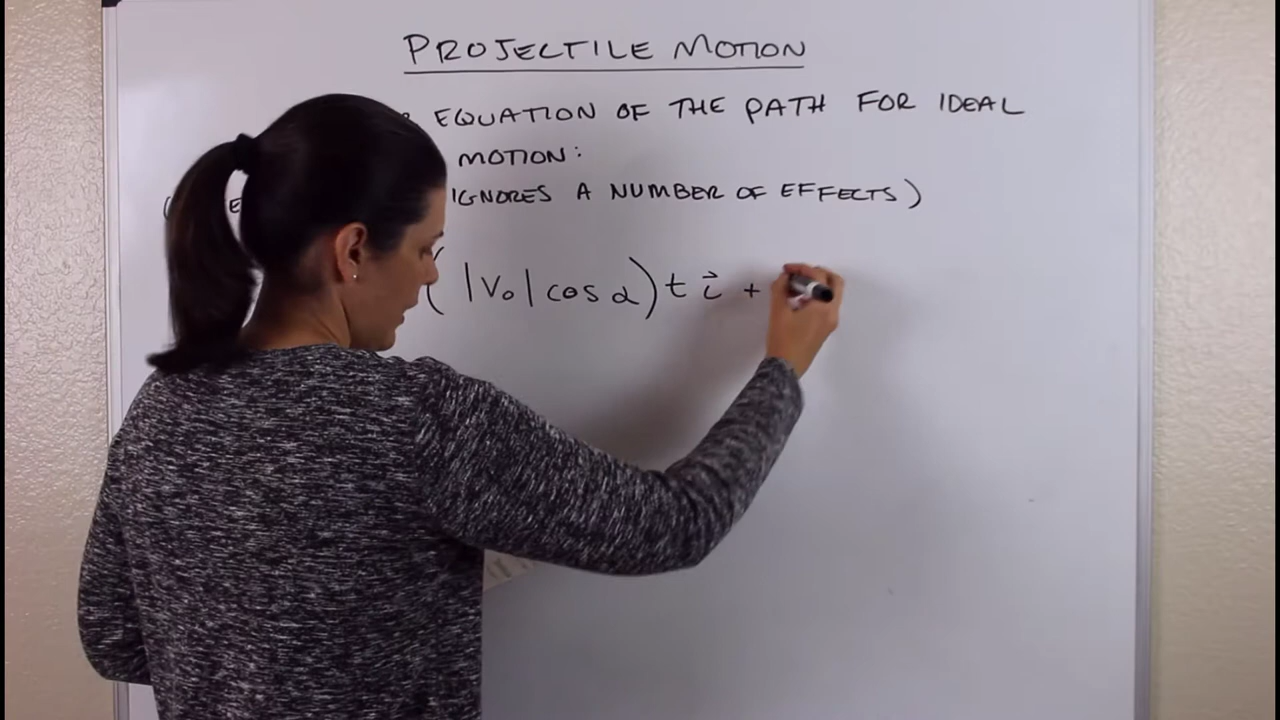 PROJECTILE MOTION
EQUATION OF THE PATH FOR IDEAL
MOTION:
IGNORES A NUMBER OF EFFECTS)
(|V₀| cos α) t i⃗ +